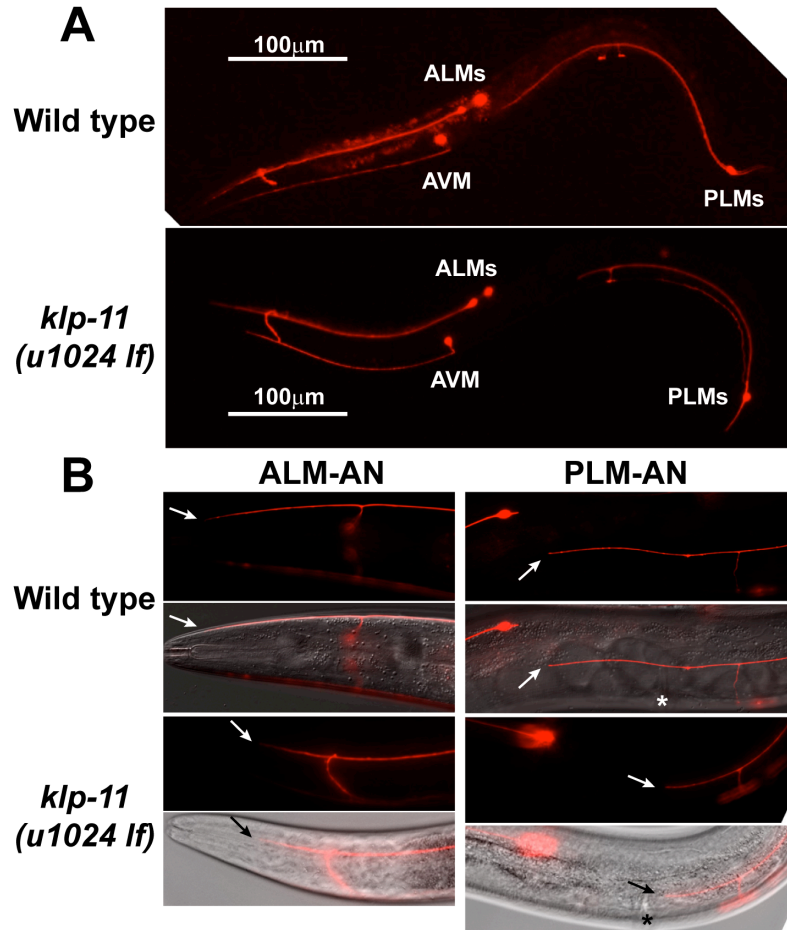 A
100μm
ALMs
Wild type
AVM
PLMs
ALMs
klp-11
(u1024 lf)
AVM
100μm
PLMs
B
ALM-AN
PLM-AN
Wild type
*
klp-11
(u1024 lf)
*